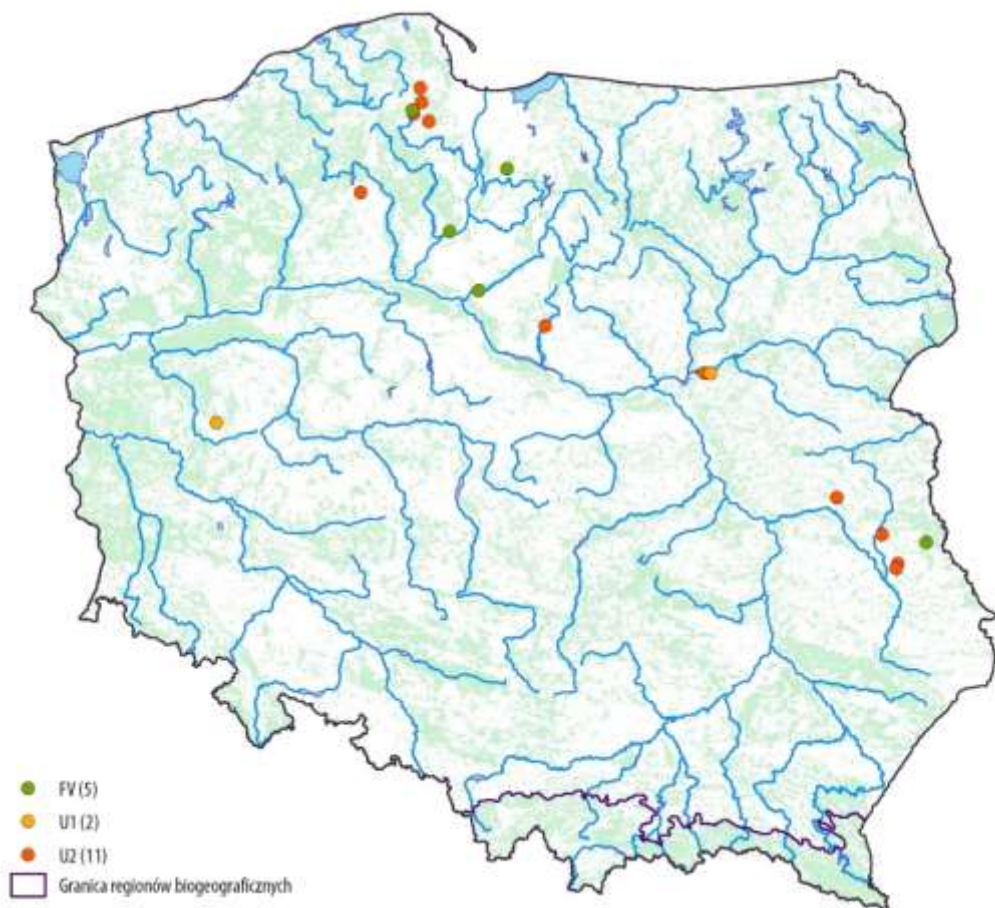 FV (5)
U1 (2)
U2 (11)
Granica regionów biogeograficznych